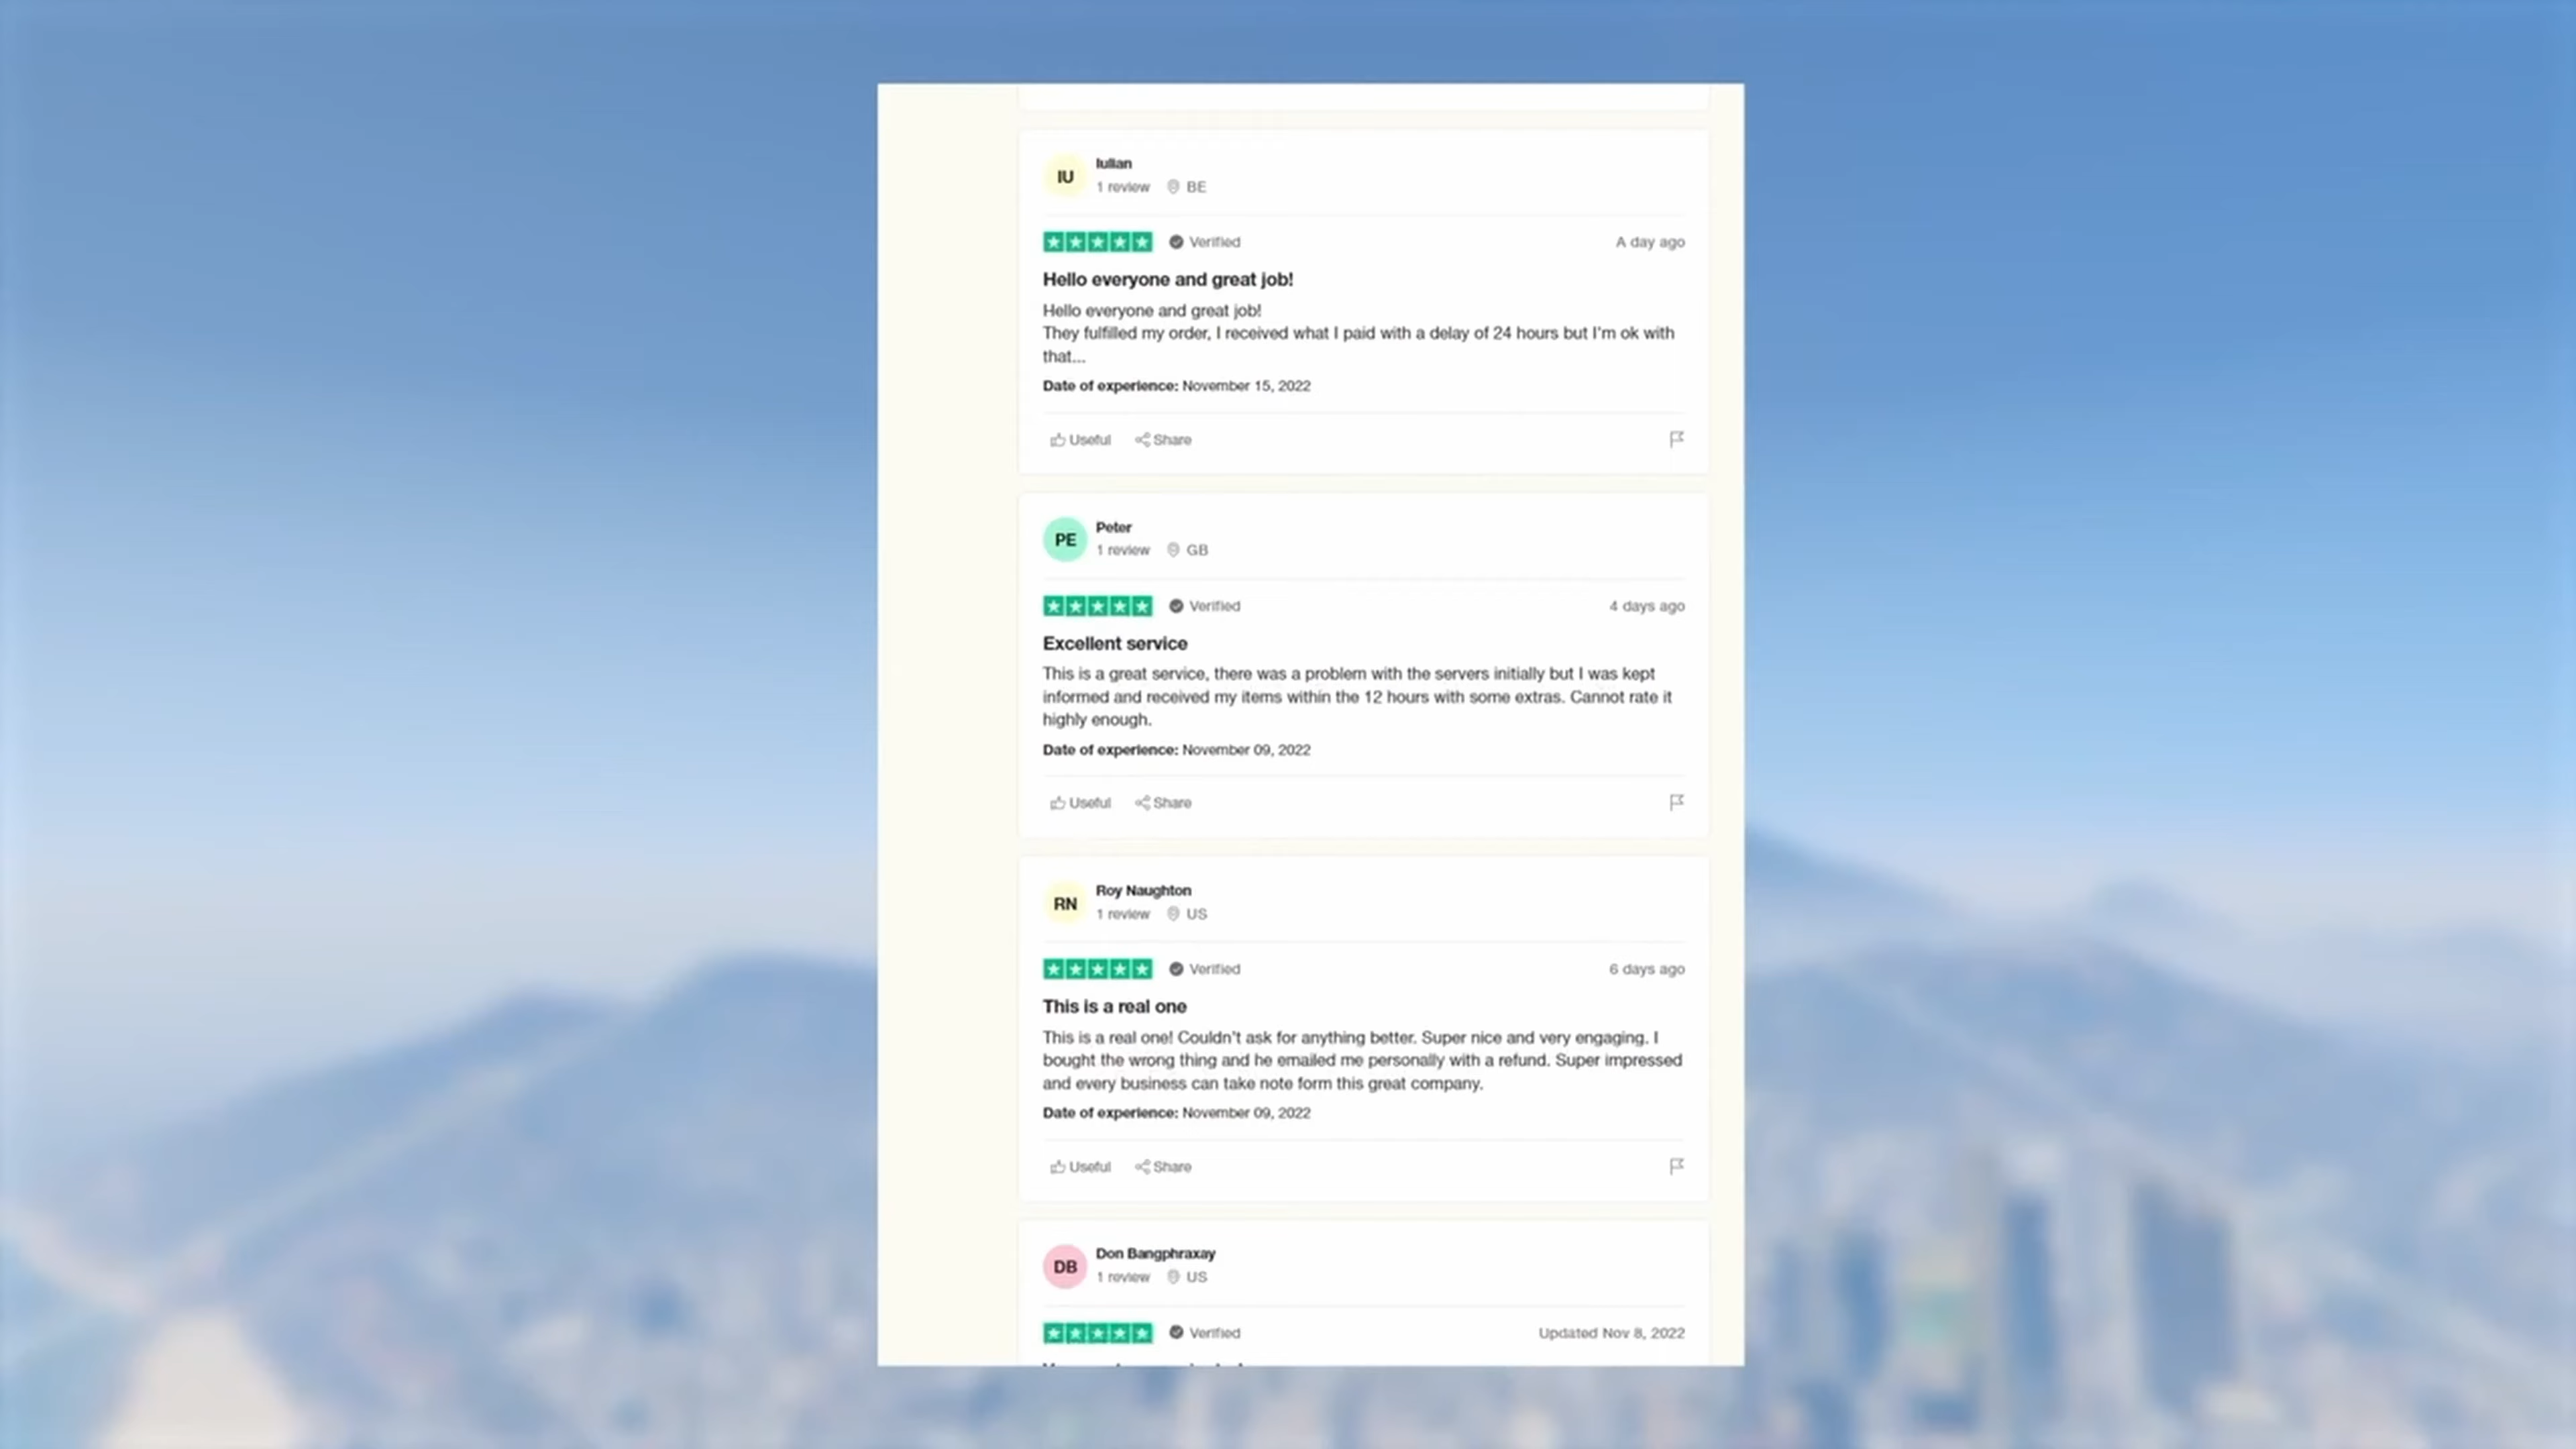 IU
Iulian
1 review BE
Verified
A day ago
Hello everyone and great job!
Hello everyone and great job!
They fulfilled my order, I received what I paid with a delay of 24 hours but I'm ok with
that...
Date of experience: November 15, 2022
Useful Share
PE
Peter
1 review GB
Verified
4 days ago
Excellent service
This is a great service, there was a problem with the servers initially but I was kept
informed and received my items within the 12 hours with some extras. Cannot rate it
highly enough.
Date of experience: November 09, 2022
Useful Share
RN
Roy Naughton
1 review US
Verified
6 days ago
This is a real one
This is a real one! Couldn't ask for anything better. Super nice and very engaging. I
bought the wrong thing and he emailed me personally with a refund. Super impressed
and every business can take note form this great company.
Date of experience: November 09, 2022
Useful Share
DB
Don Bangphraxay
1 review US
Verified
Updated Nov 8, 2022